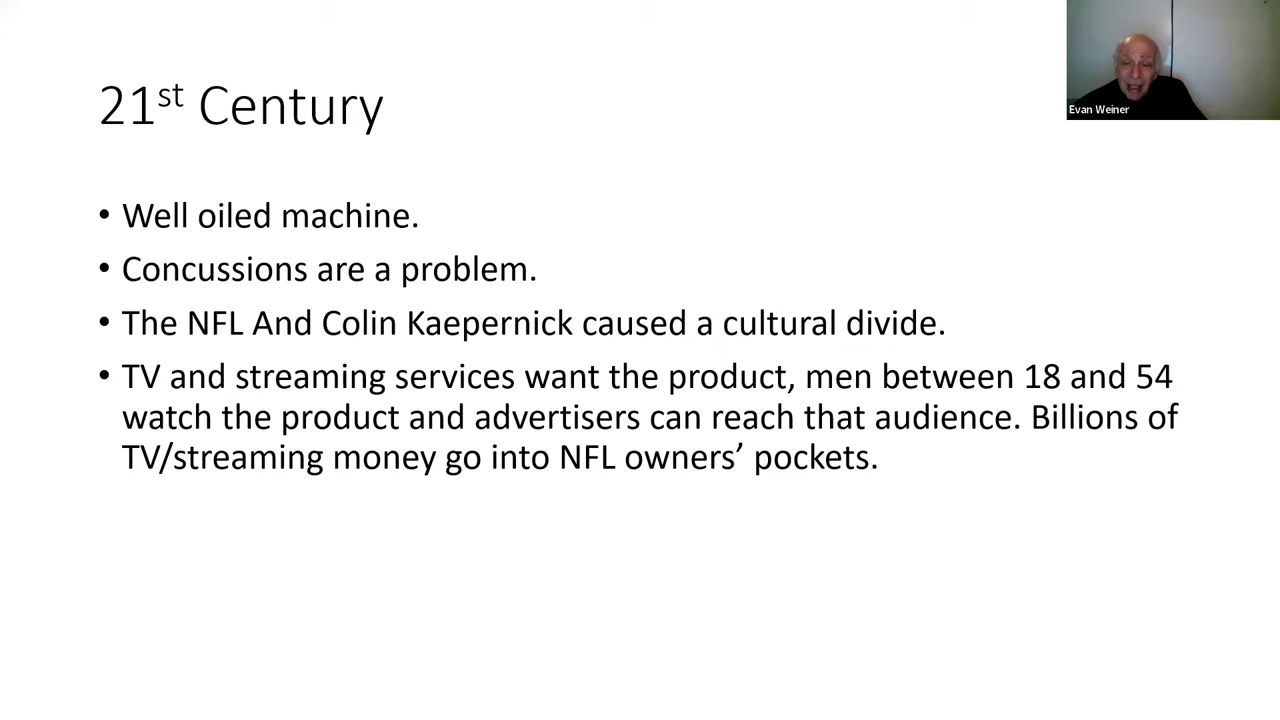 21st Century
• Well oiled machine.
• Concussions are a problem.
• The NFL And Colin Kaepernick caused a cultural divide.
• TV and streaming services want the product, men between 18 and 54
watch the product and advertisers can reach that audience. Billions of
TV/streaming money go into NFL owners’ pockets.
Evan Weiner